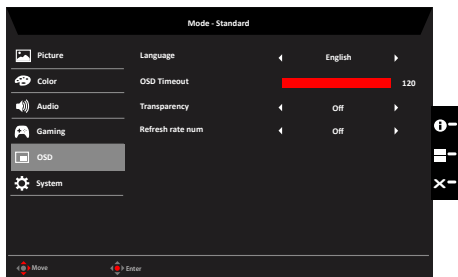 Mode - Standard
Picture
Color
Audio
Gaming
OSD
System
Language English
OSD Timeout 120
Transparency Off
Refresh rate num Off
Move Enter